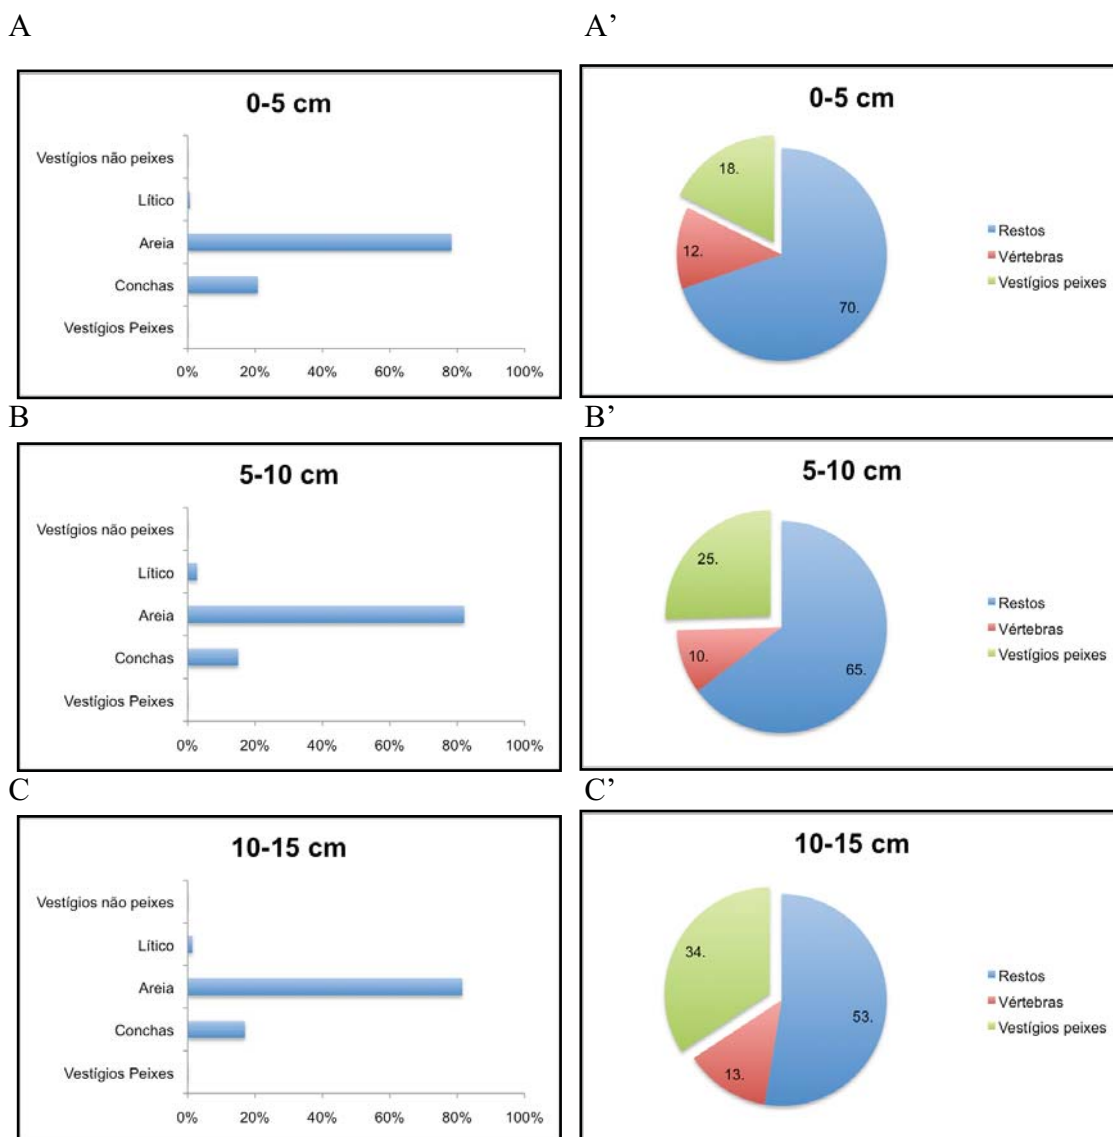 A
A’
0-5 cm
Vestígios não peixes
Lítico
Areia
Conchas
Vestígios Peixes
0% 20% 40% 60% 80% 100%
0-5 cm
18.
12.
70.
Restos
Vértebras
Vestígios peixes
B
B’
5-10 cm
Vestígios não peixes
Lítico
Areia
Conchas
Vestígios Peixes
0% 20% 40% 60% 80% 100%
5-10 cm
25.
10.
65.
Restos
Vértebras
Vestígios peixes
C
C’
10-15 cm
Vestígios não peixes
Lítico
Areia
Conchas
Vestígios Peixes
0% 20% 40% 60% 80% 100%
10-15 cm
34.
53.
13.
Restos
Vértebras
Vestígios peixes